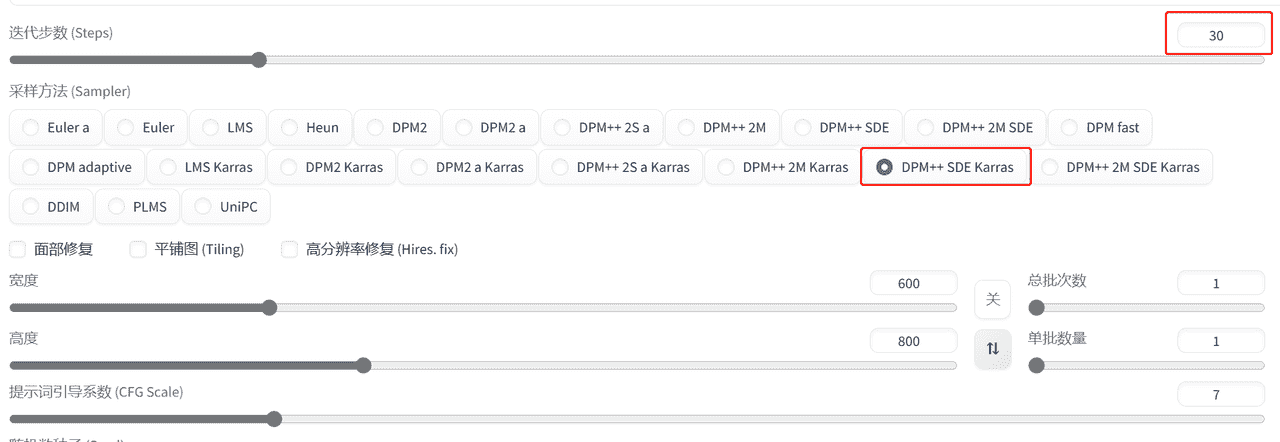 迭代步数 (Steps) 30
采样方法 (Sampler)
Euler a Euler LMS Heun DPM2 DPM2 a DPM++ 2S a DPM++ 2M DPM++ SDE DPM++ 2M SDE DPM fast
DPM adaptive LMS Karras DPM2 Karras DPM2 a Karras DPM++ 2S a Karras DPM++ 2M Karras DPM++ SDE Karras DPM++ 2M SDE Karras
DDIM PLMS UniPC
面部修复 平铺图 (Tiling) 高分辨率修复 (Hires. fix)
宽度 600 关 总批次数 1
高度 800 单批数量 1
提示词引导系数 (CFG Scale) 7